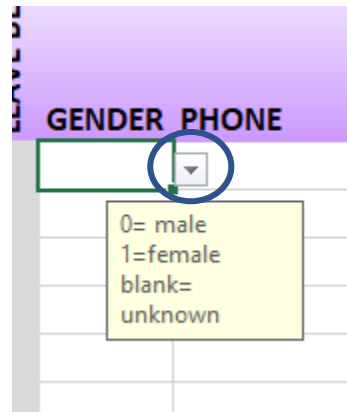 GENDER PHONE
0= male
1=female
blank=
unknown